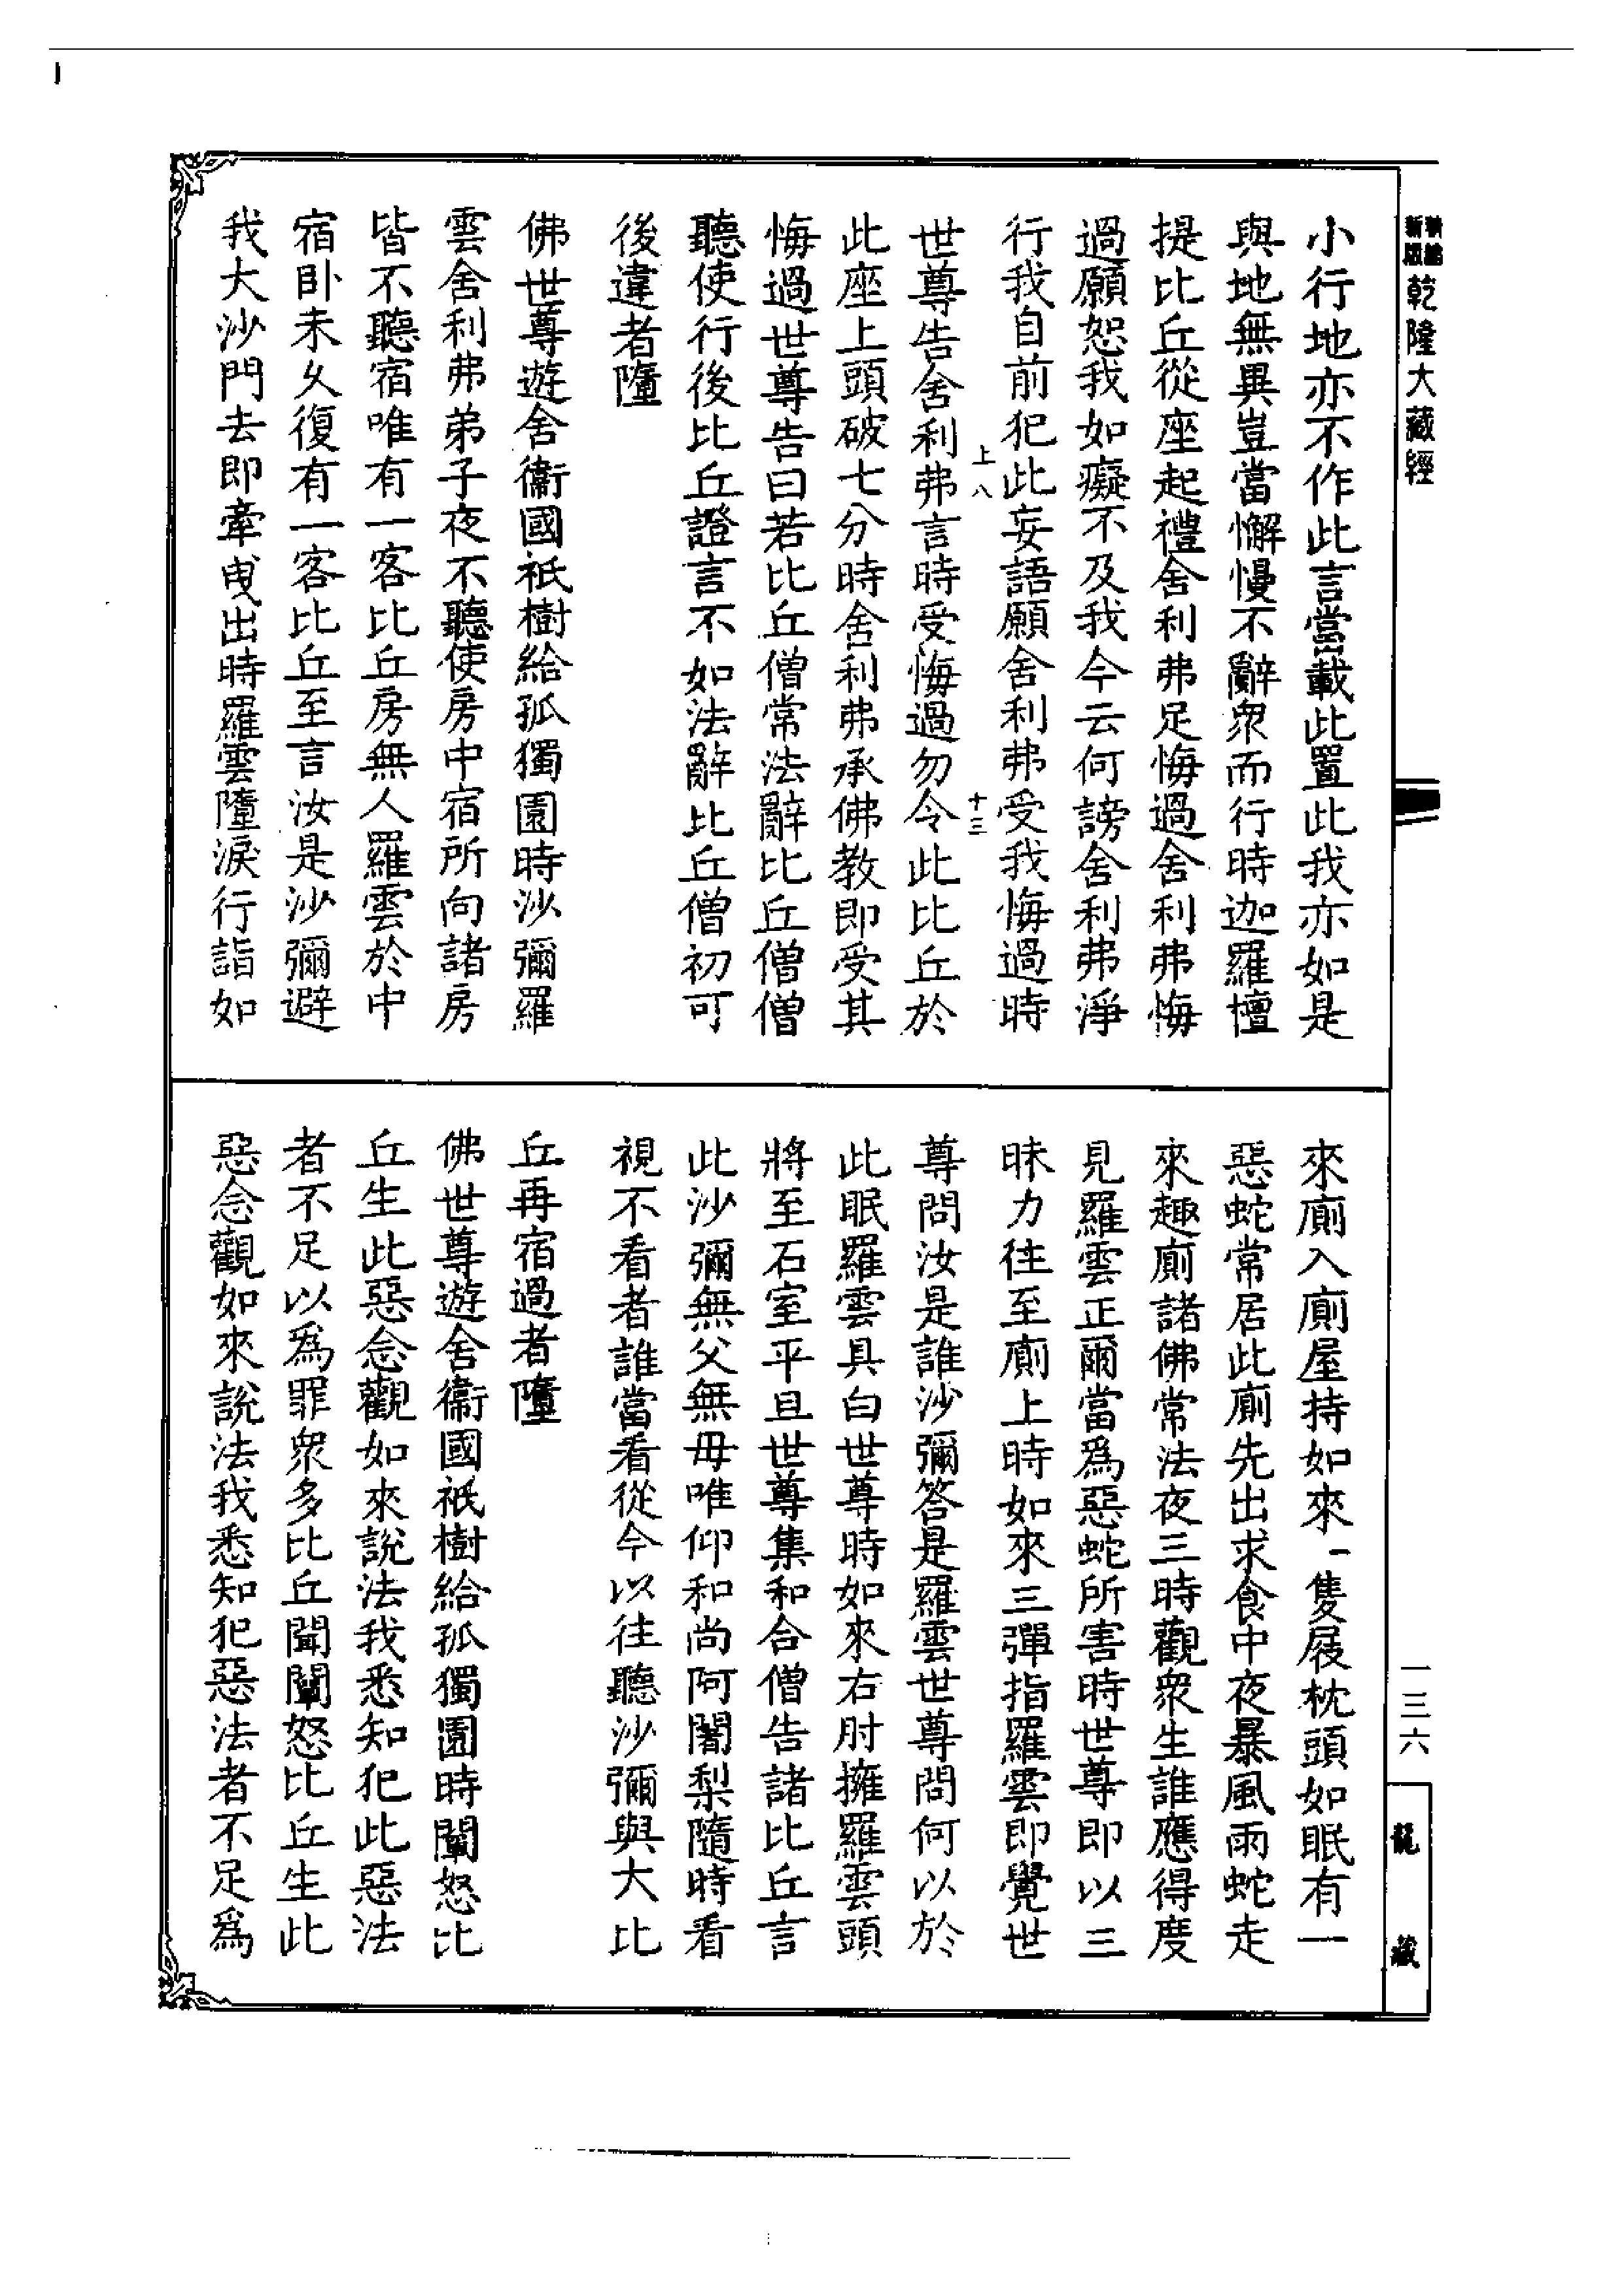 新編
新版
乾隆大藏經
小行地亦不作此言當載此置此我亦如是
與地無異豈當懈慢不辭衆而行時迦羅檀
提比丘從座起禮舍利弗足悔過舍利弗悔
過願恕我如癡不及我今云何謗舍利弗淨
行我自前犯此妄語願舍利弗受我悔過時
上八
十三
世尊告舍利弗言時受悔過勿令此比丘於
此座上頭破七分時舍利弗承佛教即受其
悔過世尊告曰若比丘僧常法辭比丘僧僧
聽使行後比丘證言不如法辭比丘僧初可
後違者墮
佛世尊遊舍衞國祇樹給孤獨園時沙彌羅
雲舍利弗弟子夜不聽使房中宿所向諸房
皆不聽宿唯有一客比丘房無人羅雲於中
宿卧未久復有一客比丘至言汝是沙彌避
我大沙門去即牽曳出時羅雲墮淚行詣如
來廁入廁屋持如來一隻屐枕頭如眠有一
惡蛇常居此廁先出求食中夜暴風雨蛇走
來趣廁諸佛常法夜三時觀衆生誰應得度
見羅雲正爾當爲惡蛇所害時世尊即以三
昧力往至廁上時如來三彈指羅雲即覺世
尊問汝是誰沙彌答是羅雲世尊問何以於
此眠羅雲具白世尊時如來右肘擁羅雲頭
將至石室平旦世尊集和合僧告諸比丘言
此沙彌無父無母唯仰和尚阿闍梨隨時看
視不看者誰當看從今以往聽沙彌與大比
丘再宿過者墮
佛世尊遊舍衞國祇樹給孤獨園時闡怒比
丘生此惡念觀如來說法我悉知犯此惡法
者不足以爲罪衆多比丘聞闡怒比丘生此
惡念觀如來說法我悉知犯惡法者不足爲
一三六
龍藏